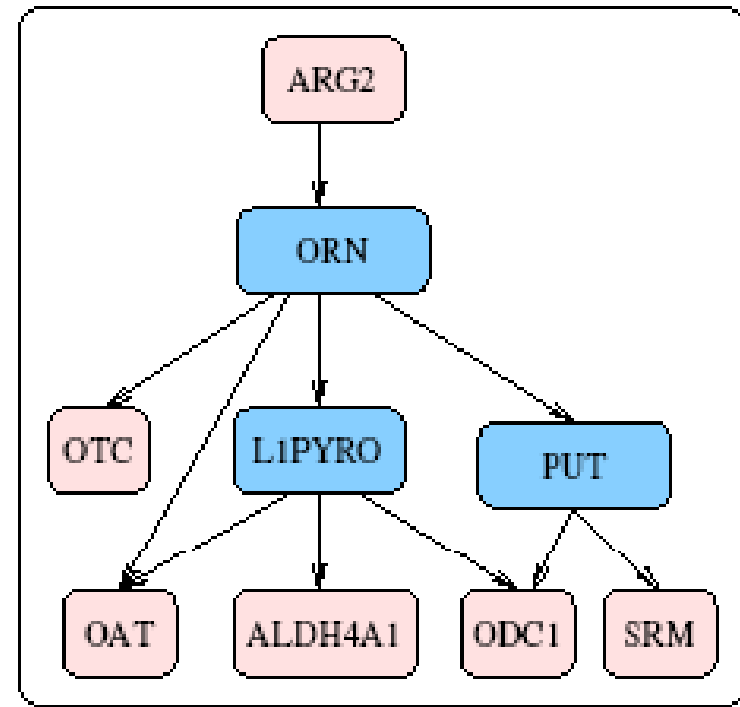 ARG2
ORN
OTC
L1PYRO
PUT
OAT
ALDH4A1
ODC1
SRM